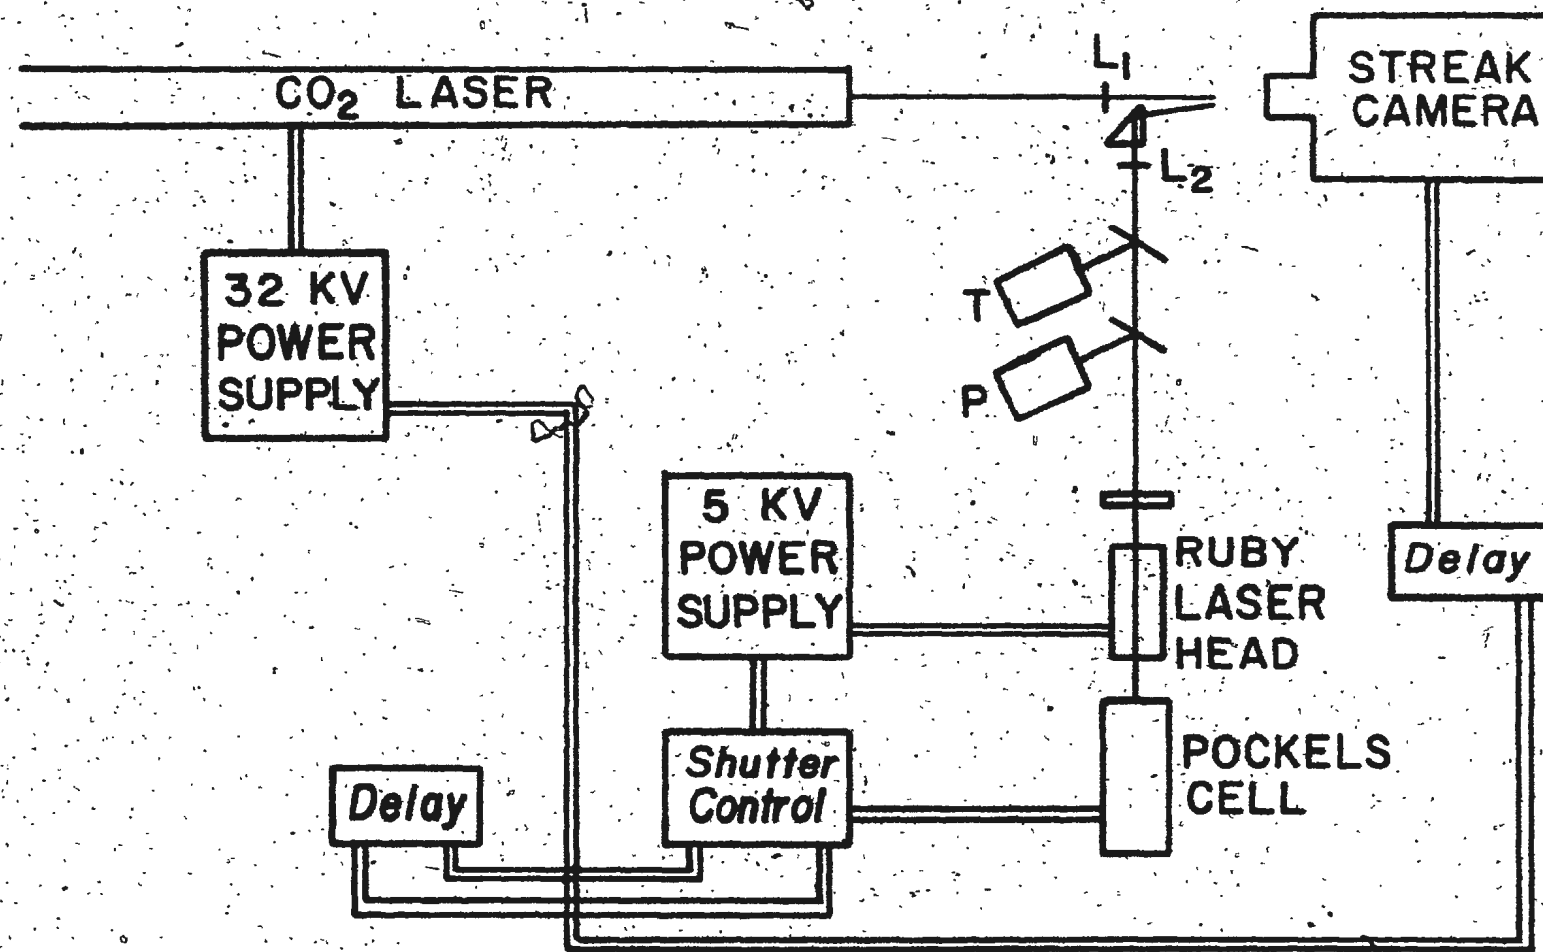 CO2 LASER
L1
STREAK
CAMERA
L2
32 KV
POWER
SUPPLY
T
P
5 KV
POWER
SUPPLY
RUBY
LASER
HEAD
Delay
Shutter
Control
POCKELS
CELL
Delay